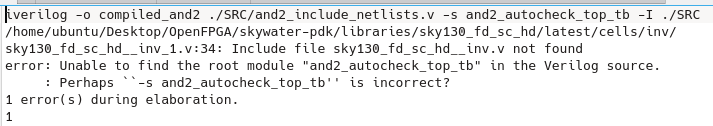 iverilog -o compiled_and2 ./SRC/and2_include_netlists.v -s and2_autocheck_top_tb -I ./SRC
/home/ubuntu/Desktop/OpenFPGA/skywater-pdk/libraries/sky130_fd_sc_hd/latest/cells/inv/
sky130_fd_sc_hd__inv_1.v:34: Include file sky130_fd_sc_hd__inv.v not found
error: Unable to find the root module "and2_autocheck_top_tb" in the Verilog source.
     : Perhaps ``-s and2_autocheck_top_tb'' is incorrect?
1 error(s) during elaboration.
1